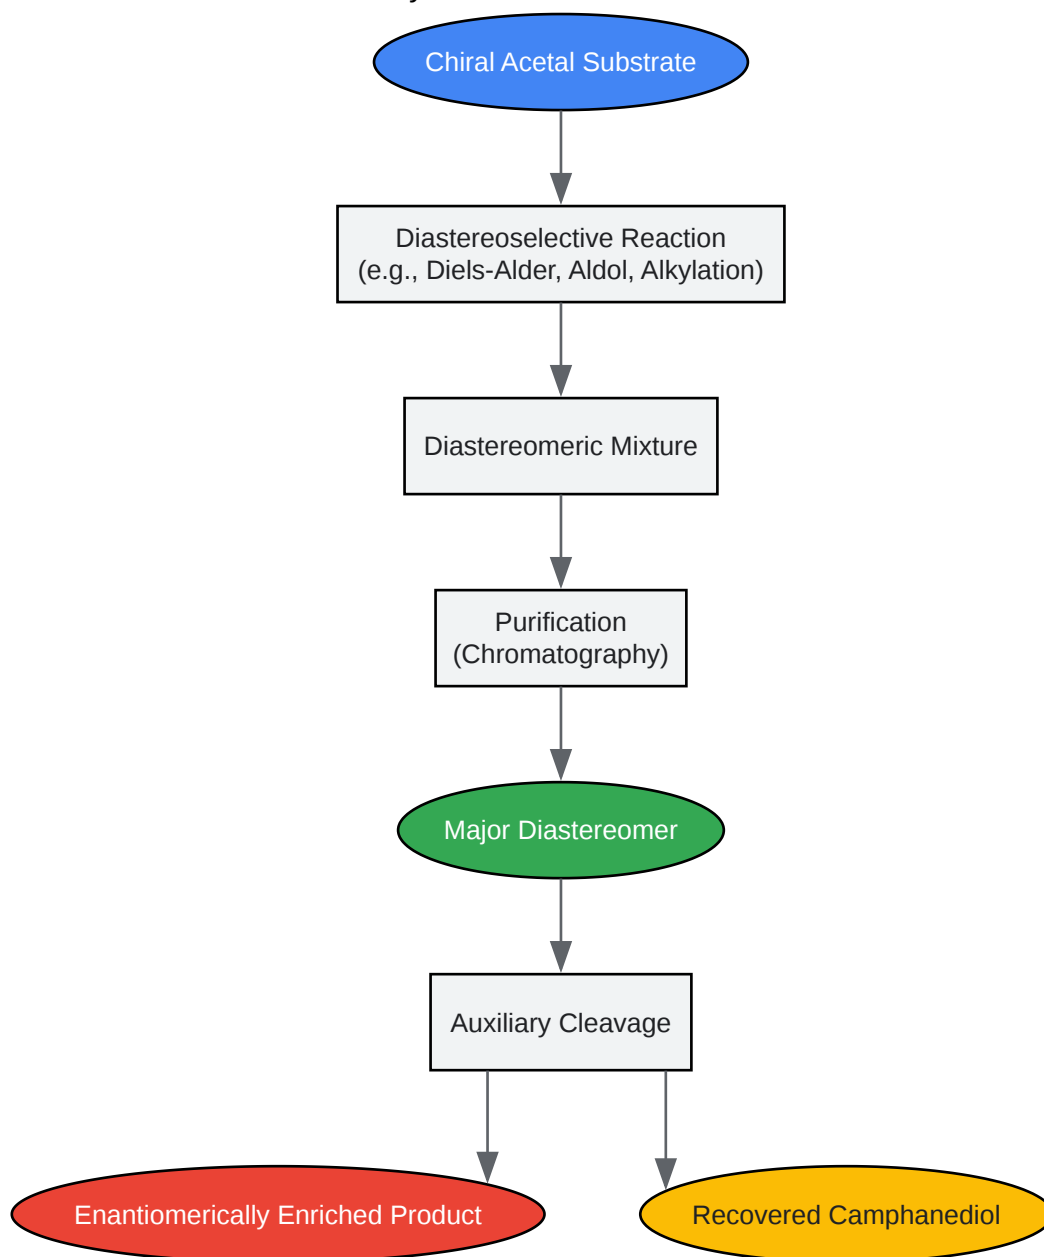 Chiral Acetal Substrate
Diastereoselective Reaction
(e.g., Diels-Alder, Aldol, Alkylation)
Diastereomeric Mixture
Purification
(Chromatography)
Major Diastereomer
Auxiliary Cleavage
Enantiomerically Enriched Product
Recovered Camphanediol